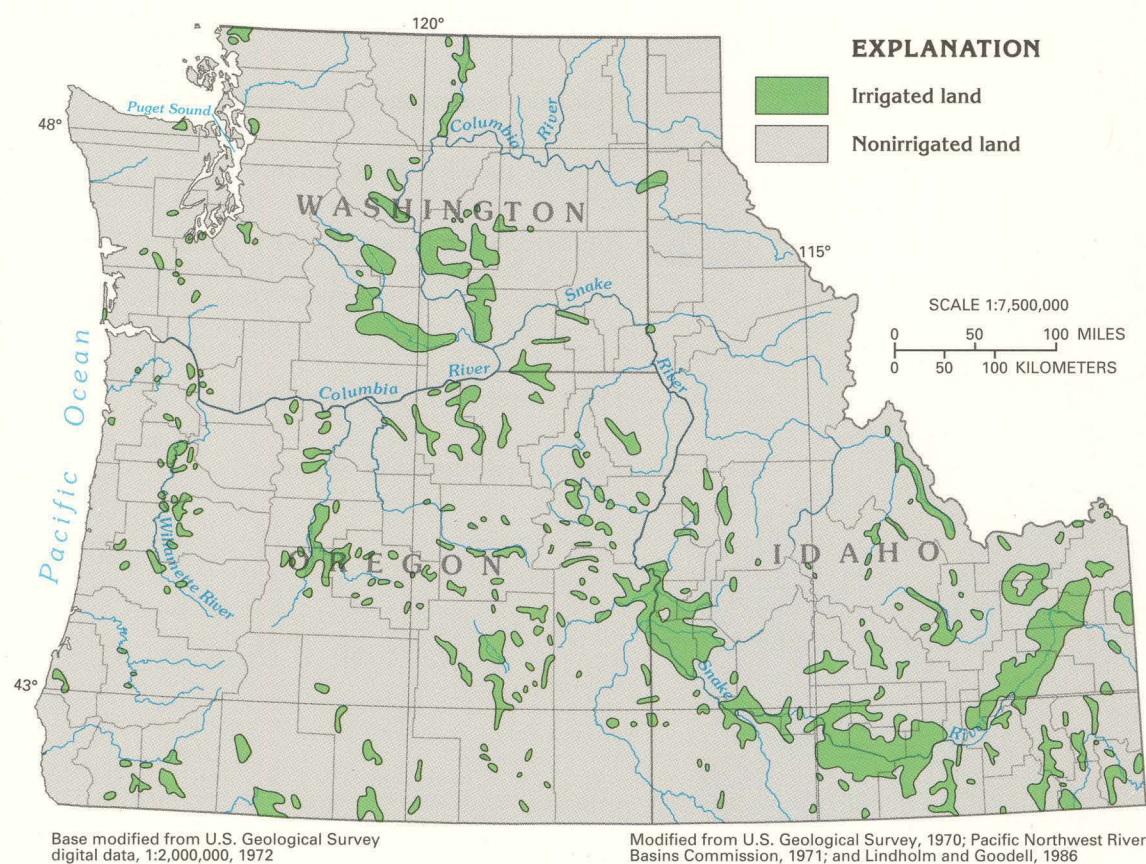 120°
EXPLANATION
Irrigated land
Nonirrigated land
Puget Sound
48°
Columbia
River
WASHINGTON
115°
Snake
River
SCALE 1:7,500,000
0 50 100 MILES
0 50 100 KILOMETERS
Columbia
River
Pacific Ocean
Willamette River
OREGON
IDAHO
43°
Snake
River
Base modified from U.S. Geological Survey
digital data, 1:2,000,000, 1972
Modified from U.S. Geological Survey, 1970; Pacific Northwest River
Basins Commission, 1971; and Lindholm and Goodell, 1986